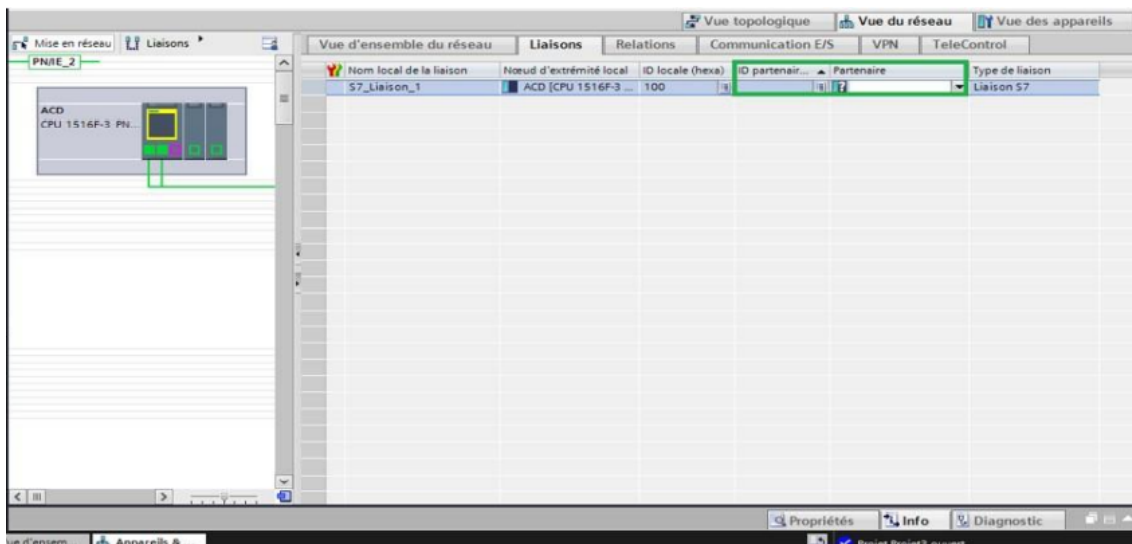 Vue topologique Vue du réseau Vue des appareils
Mise en réseau Liaisons
Vue d'ensemble du réseau Liaisons Relations Communication E/S VPN TeleControl
PN/IE_2
Nom local de la liaison Nœud d'extrémité local ID locale (hexa) ID partenair... Partenaire Type de liaison
S7_Liaison_1 ACD [CPU 1516F-3 ... 100 ? Liaison S7
ACD
CPU 1516F-3 PN...
Propriétés Info Diagnostic
Appareils & Projet Projet3 ouvert